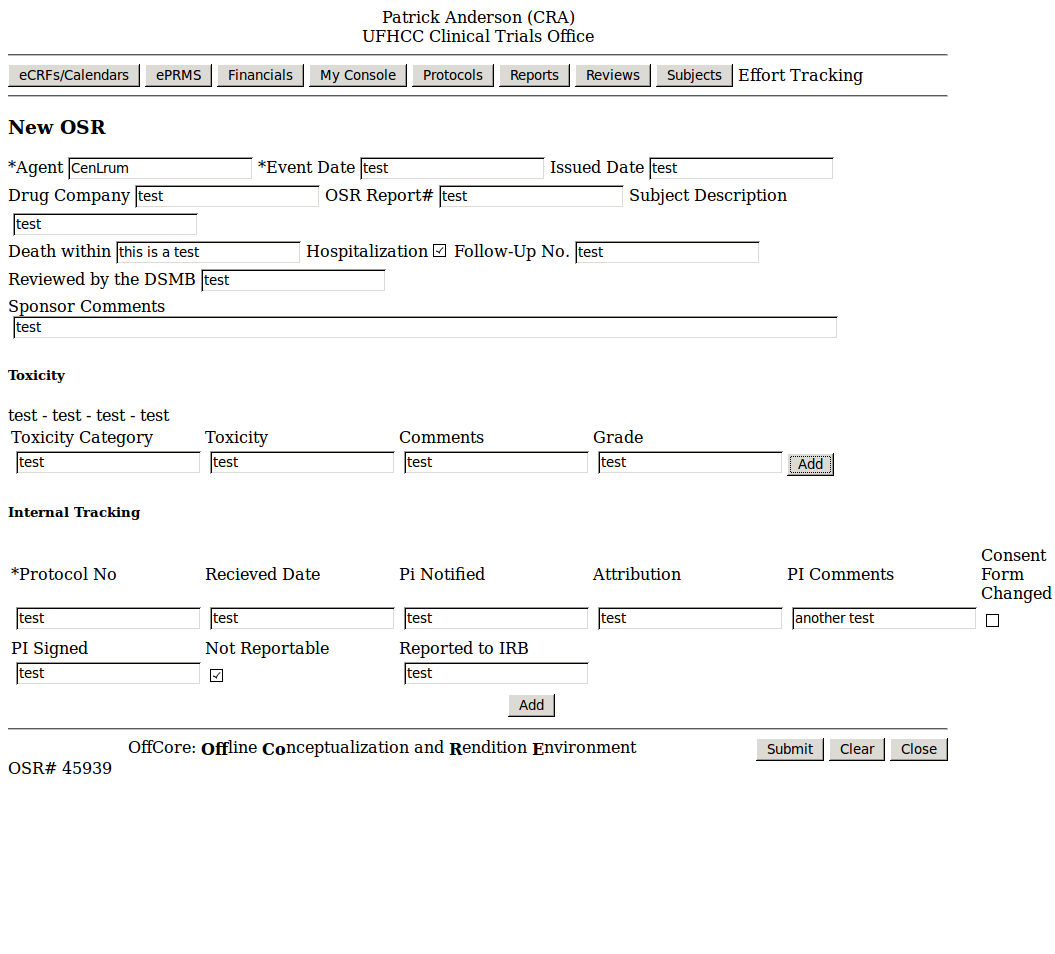 Patrick Anderson (CRA)
UFHCC Clinical Trials Office
eCRFs/Calendars ePRMS Financials My Console Protocols Reports Reviews Subjects Effort Tracking
New OSR
*Agent CenLrum *Event Date test Issued Date test
Drug Company test OSR Report# test Subject Description
test
Death within this is a test Hospitalization Follow-Up No. test
Reviewed by the DSMB test
Sponsor Comments
test
Toxicity
test - test - test - test
Toxicity Category Toxicity Comments Grade
test test test test Add
Internal Tracking
*Protocol No Recieved Date Pi Notified Attribution PI Comments Consent Form Changed
test test test test another test
PI Signed Not Reportable Reported to IRB
test test
Add
OffCore: Offline Conceptualization and Rendition Environment Submit Clear Close
OSR# 45939